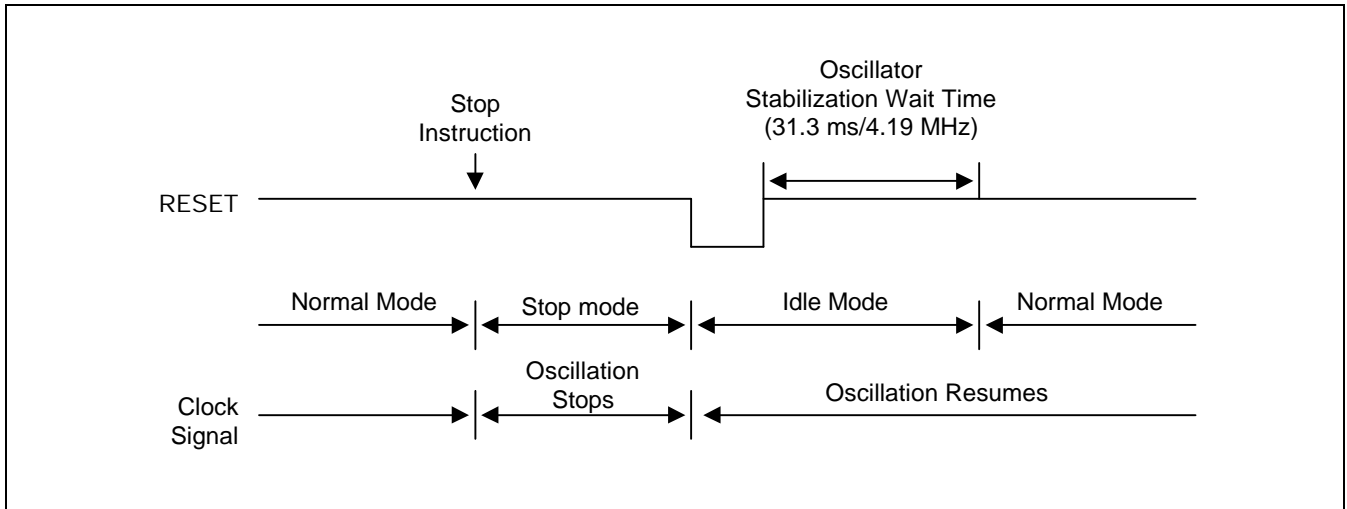 Oscillator
Stabilization Wait Time
(31.3 ms/4.19 MHz)
Stop
Instruction
RESET
Normal Mode
Stop mode
Idle Mode
Normal Mode
Oscillation
Stops
Oscillation Resumes
Clock
Signal